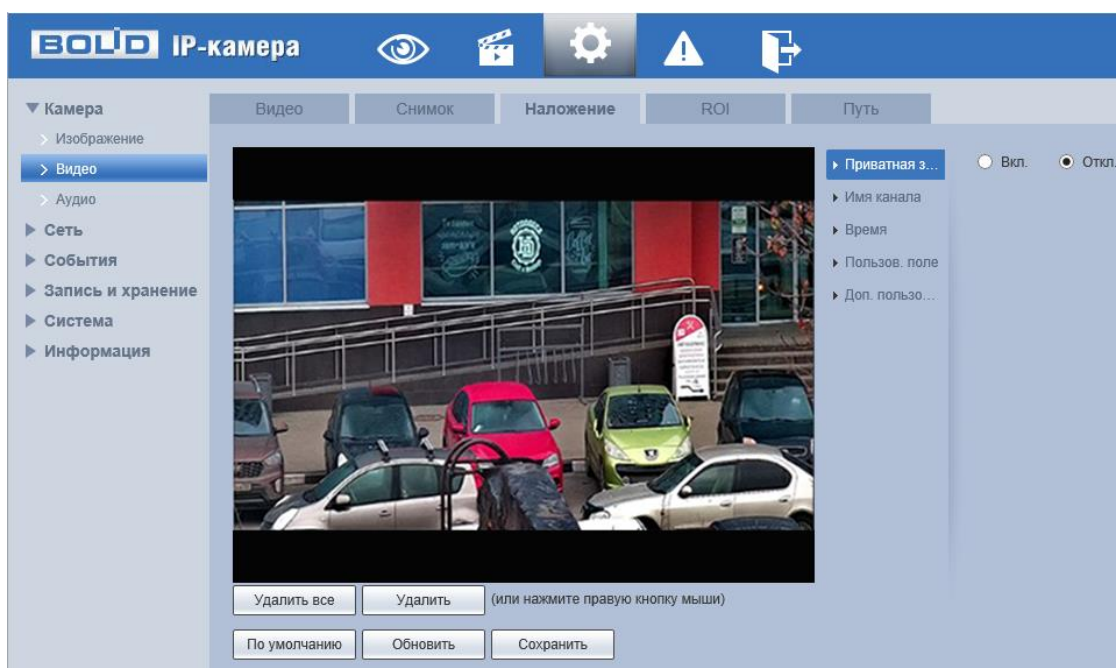 BOLID IP-камера
Камера
Изображение
Видео
Аудио
Сеть
События
Запись и хранение
Система
Информация
Видео
Снимок
Наложение
ROI
Путь
Приватная з...
Имя канала
Время
Пользов. поле
Доп. пользо...
Вкл.
Откл.
Удалить все
Удалить
(или нажмите правую кнопку мыши)
По умолчанию
Обновить
Сохранить